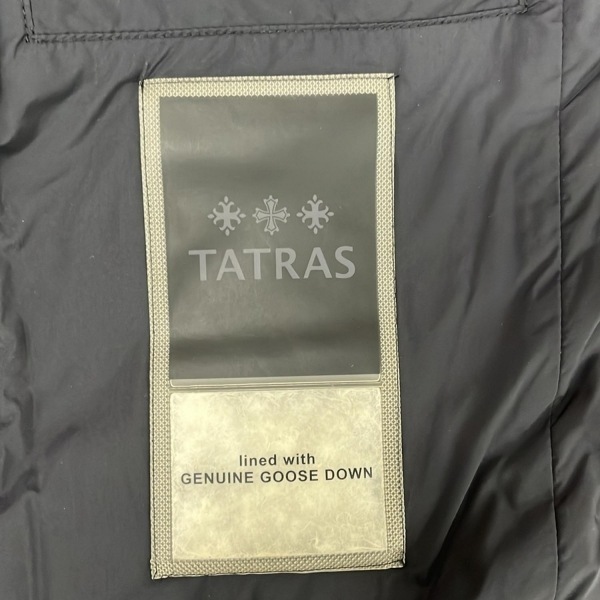 TATRAS
lined with
GENUINE GOOSE DOWN